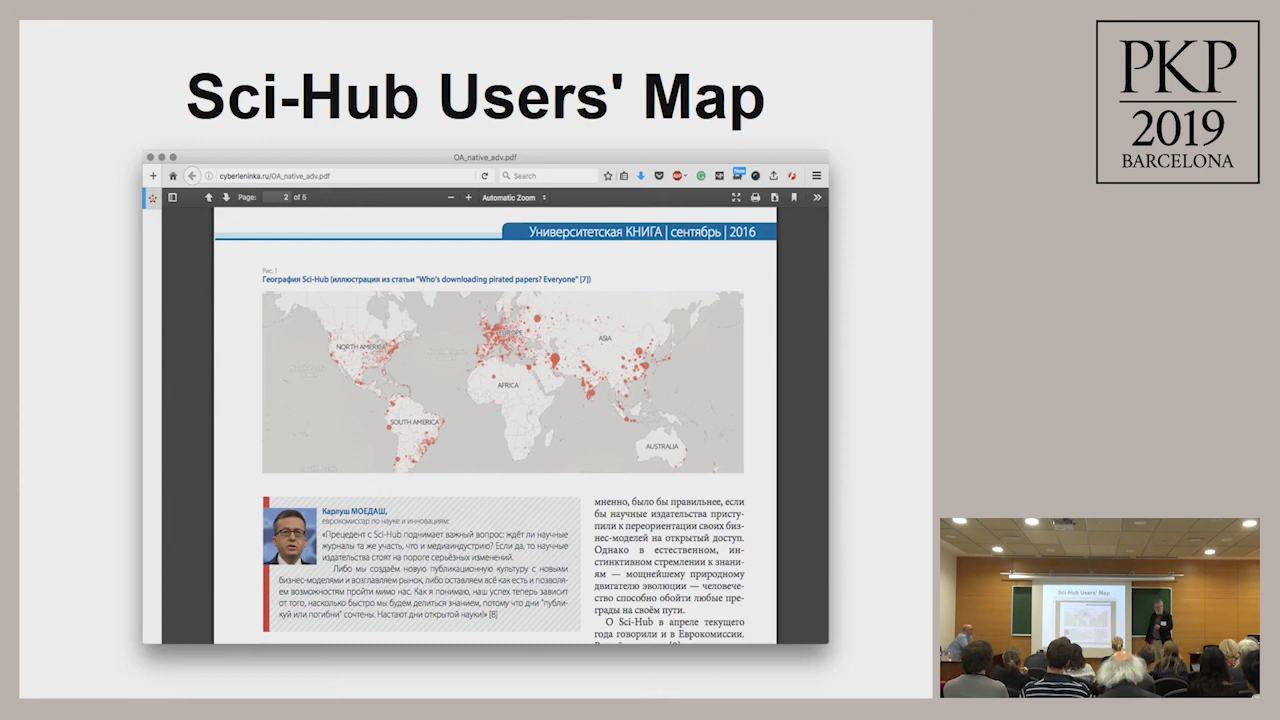 Sci-Hub Users' Map
PKP
2019
BARCELONA
OA_native_adv.pdf
cyberleninka.ru/OA_native_adv.pdf
Search
New
Page: 2 of 5
Automatic Zoom
Университетская КНИГА | сентябрь | 2016
Рис. 1
География Sci-Hub (иллюстрация из статьи "Who's downloading pirated papers? Everyone" [7])
NORTH AMERICA
EUROPE
ASIA
AFRICA
SOUTH AMERICA
AUSTRALIA
Карлуш МОЕДАШ,
еврокомиссар по науке и инновациям:
«Прецедент с Sci-Hub поднимает важный вопрос: ждёт ли научные
журналы та же участь, что и медиаиндустрию? Если да, то научные
издательства стоят на пороге серьёзных изменений.
Либо мы создаём новую публикационную культуру с новыми
бизнес-моделями и возглавляем рынок, либо оставляем всё как есть и позволя-
ем возможностям пройти мимо нас. Как я понимаю, наш успех теперь зависит
от того, насколько быстро мы будем делиться знанием, потому что дни "публи-
куй или погибни" сочтены. Настают дни открытой науки!» [8]
мненно, было бы правильнее, если
бы научные издательства присту-
пили к переориентации своих биз-
нес-моделей на открытый доступ.
Однако в естественном, ин-
стинктивном стремлении к знани-
ям — мощнейшему природному
двигателю эволюции — человече-
ство способно обойти любые пре-
грады на своём пути.
О Sci-Hub в апреле текущего
года говорили и в Еврокомиссии.
Sci-Hub Users' Map